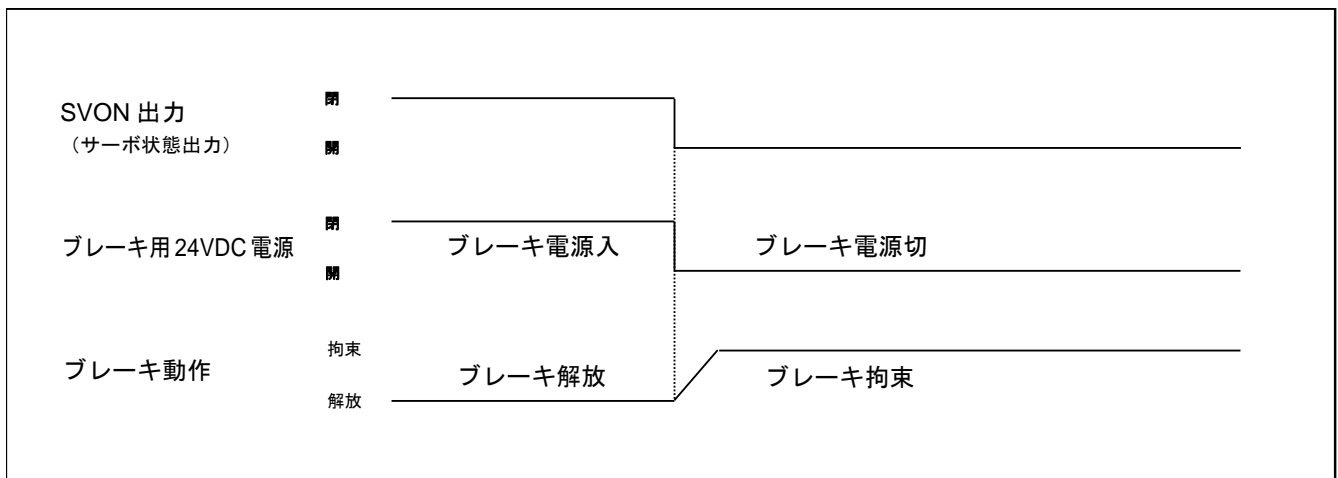 SVON 出力
閉
（サーボ状態出力）
開
閉
ブレーキ用24VDC電源
ブレーキ電源入
ブレーキ電源切
開
拘束
ブレーキ動作
ブレーキ解放
ブレーキ拘束
解放